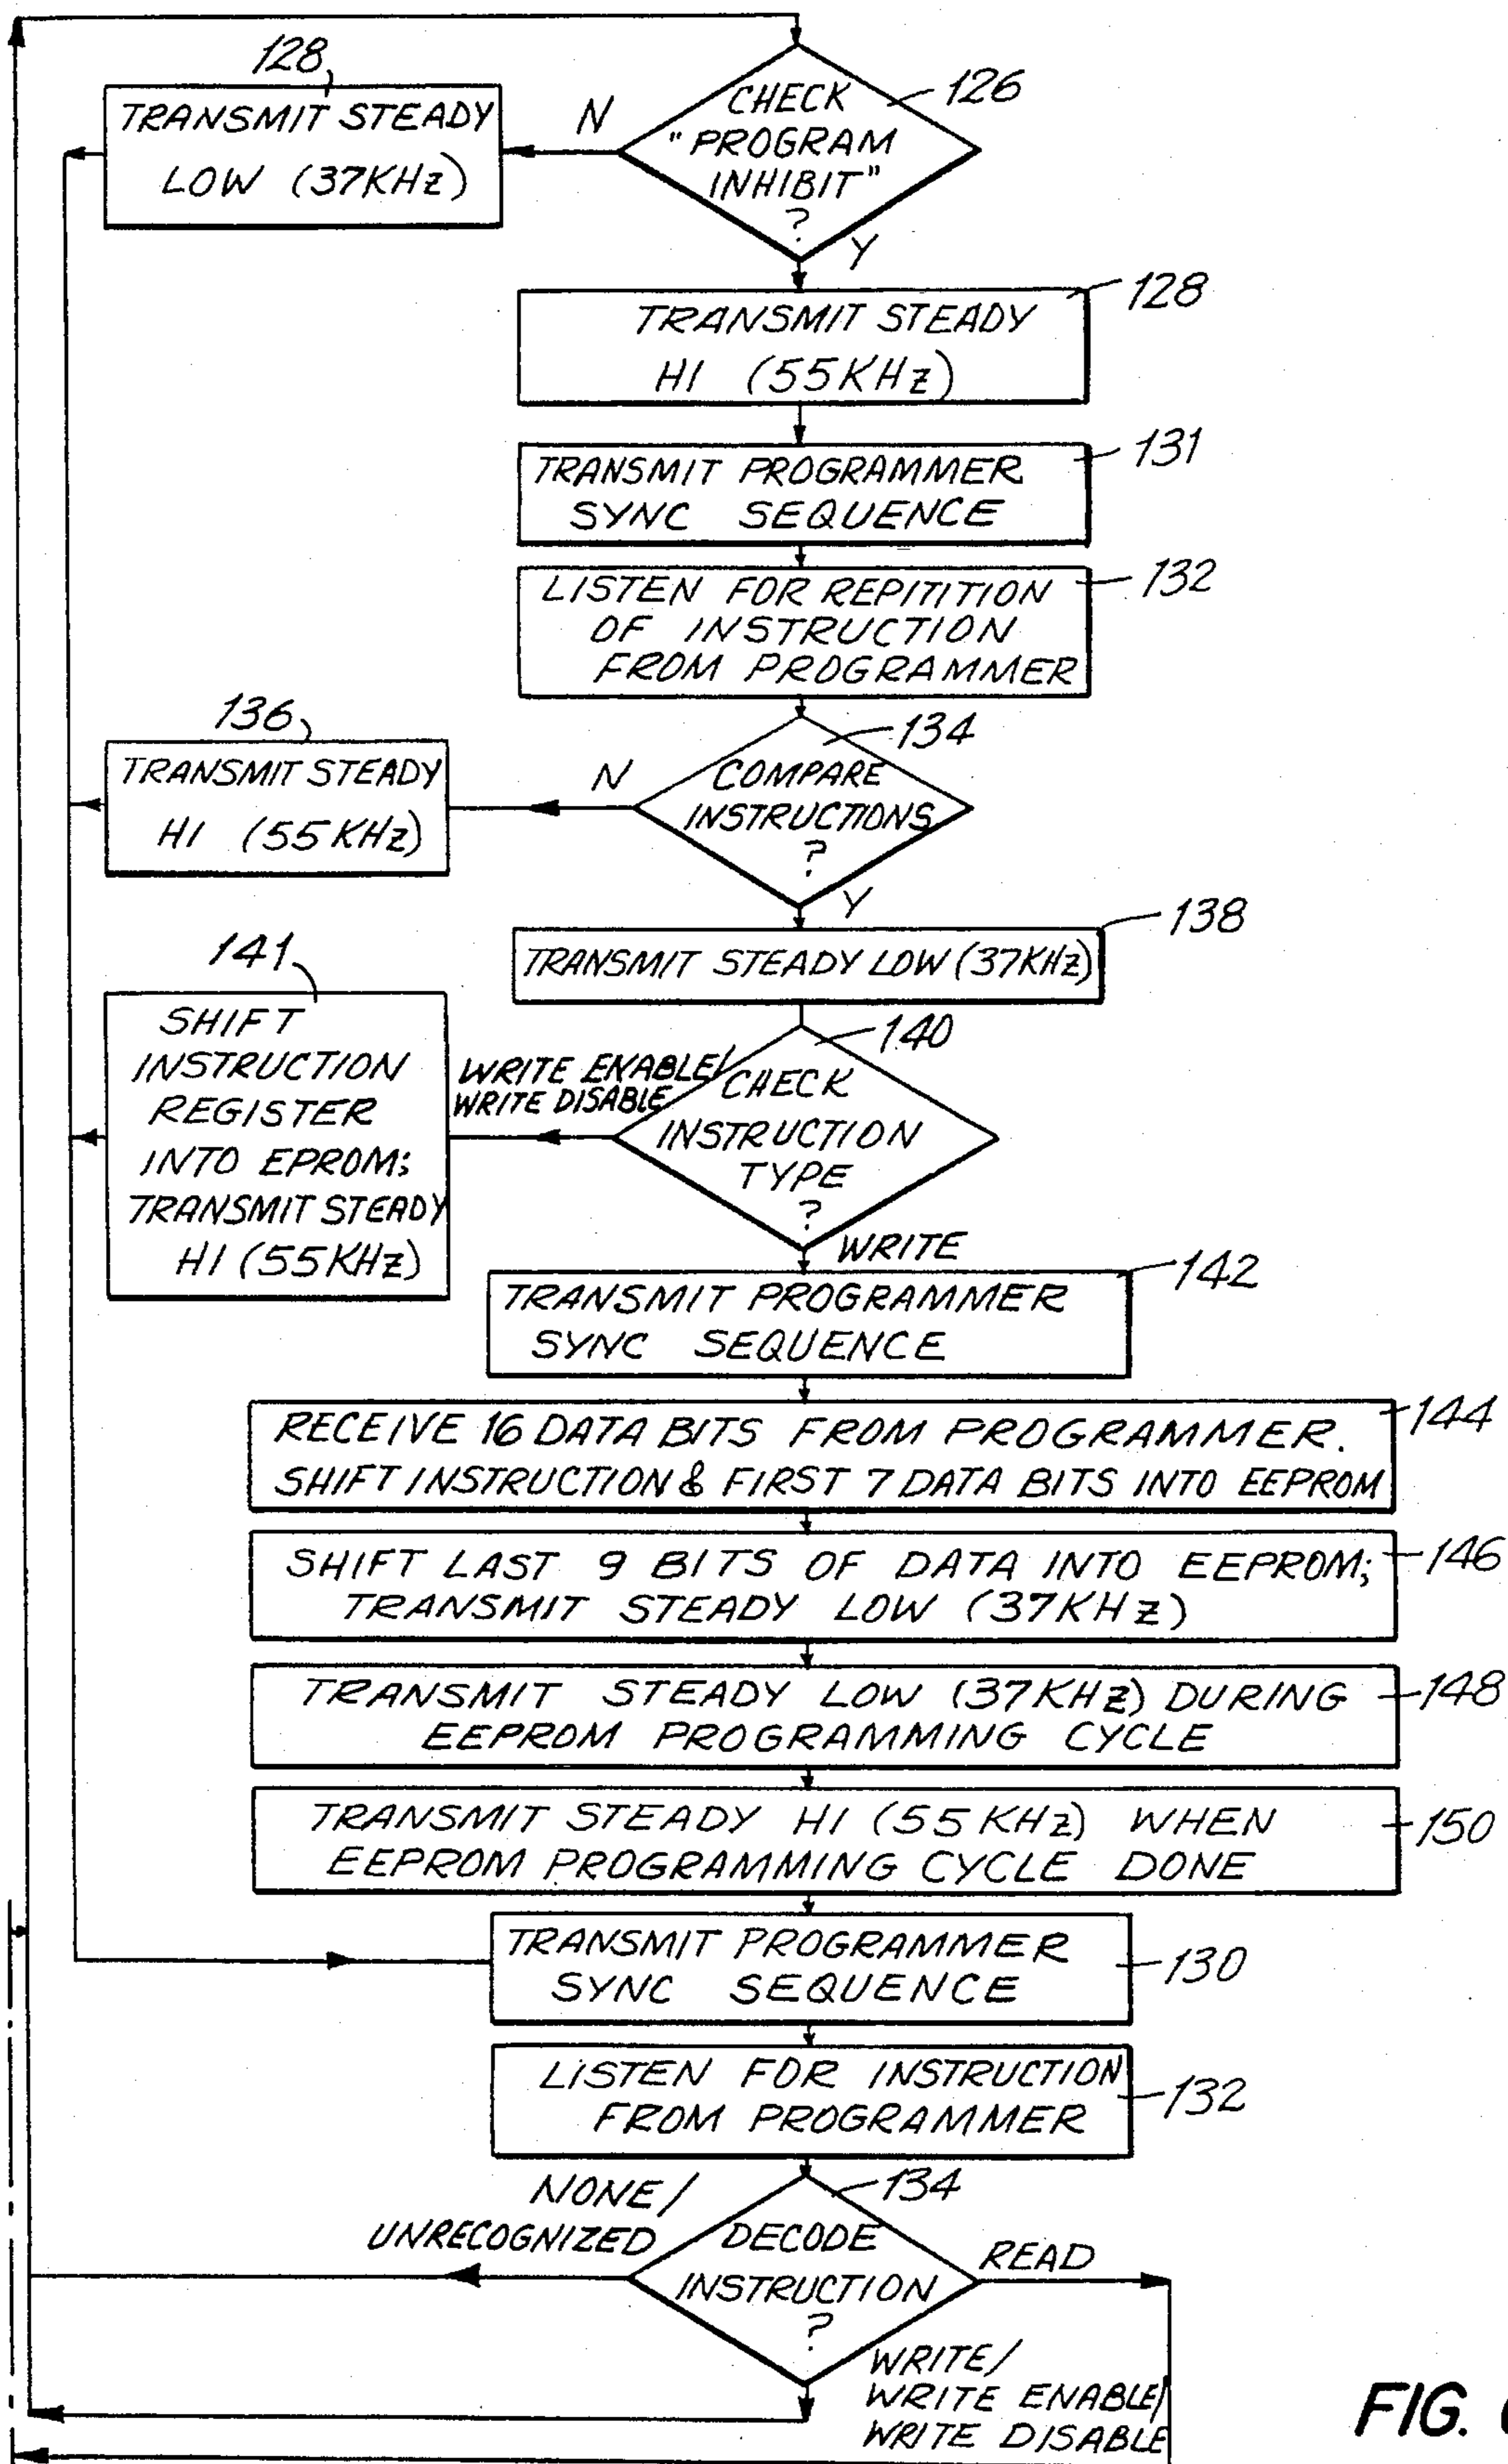 128
TRANSMIT STEADY
LOW (37KHz)
N
CHECK
"PROGRAM
INHIBIT"
?
126
Y
TRANSMIT STEADY
HI (55KHz)
128
TRANSMIT PROGRAMMER
SYNC SEQUENCE
131
LISTEN FOR REPITITION
OF INSTRUCTION
FROM PROGRAMMER
132
136
TRANSMIT STEADY
HI (55KHz)
N
COMPARE
INSTRUCTIONS
?
134
Y
TRANSMIT STEADY LOW (37KHz)
138
141
SHIFT
INSTRUCTION
REGISTER
INTO EPROM;
TRANSMIT STEADY
HI (55KHz)
WRITE ENABLE/
WRITE DISABLE
CHECK
INSTRUCTION
TYPE
?
140
WRITE
TRANSMIT PROGRAMMER
SYNC SEQUENCE
142
RECEIVE 16 DATA BITS FROM PROGRAMMER.
SHIFT INSTRUCTION & FIRST 7 DATA BITS INTO EEPROM
144
SHIFT LAST 9 BITS OF DATA INTO EEPROM;
TRANSMIT STEADY LOW (37KHz)
146
TRANSMIT STEADY LOW (37KHz) DURING
EEPROM PROGRAMMING CYCLE
148
TRANSMIT STEADY HI (55KHz) WHEN
EEPROM PROGRAMMING CYCLE DONE
150
TRANSMIT PROGRAMMER
SYNC SEQUENCE
130
LISTEN FOR INSTRUCTION
FROM PROGRAMMER
132
NONE/
UNRECOGNIZED
DECODE
INSTRUCTION
?
134
READ
WRITE/
WRITE ENABLE/
WRITE DISABLE
FIG.